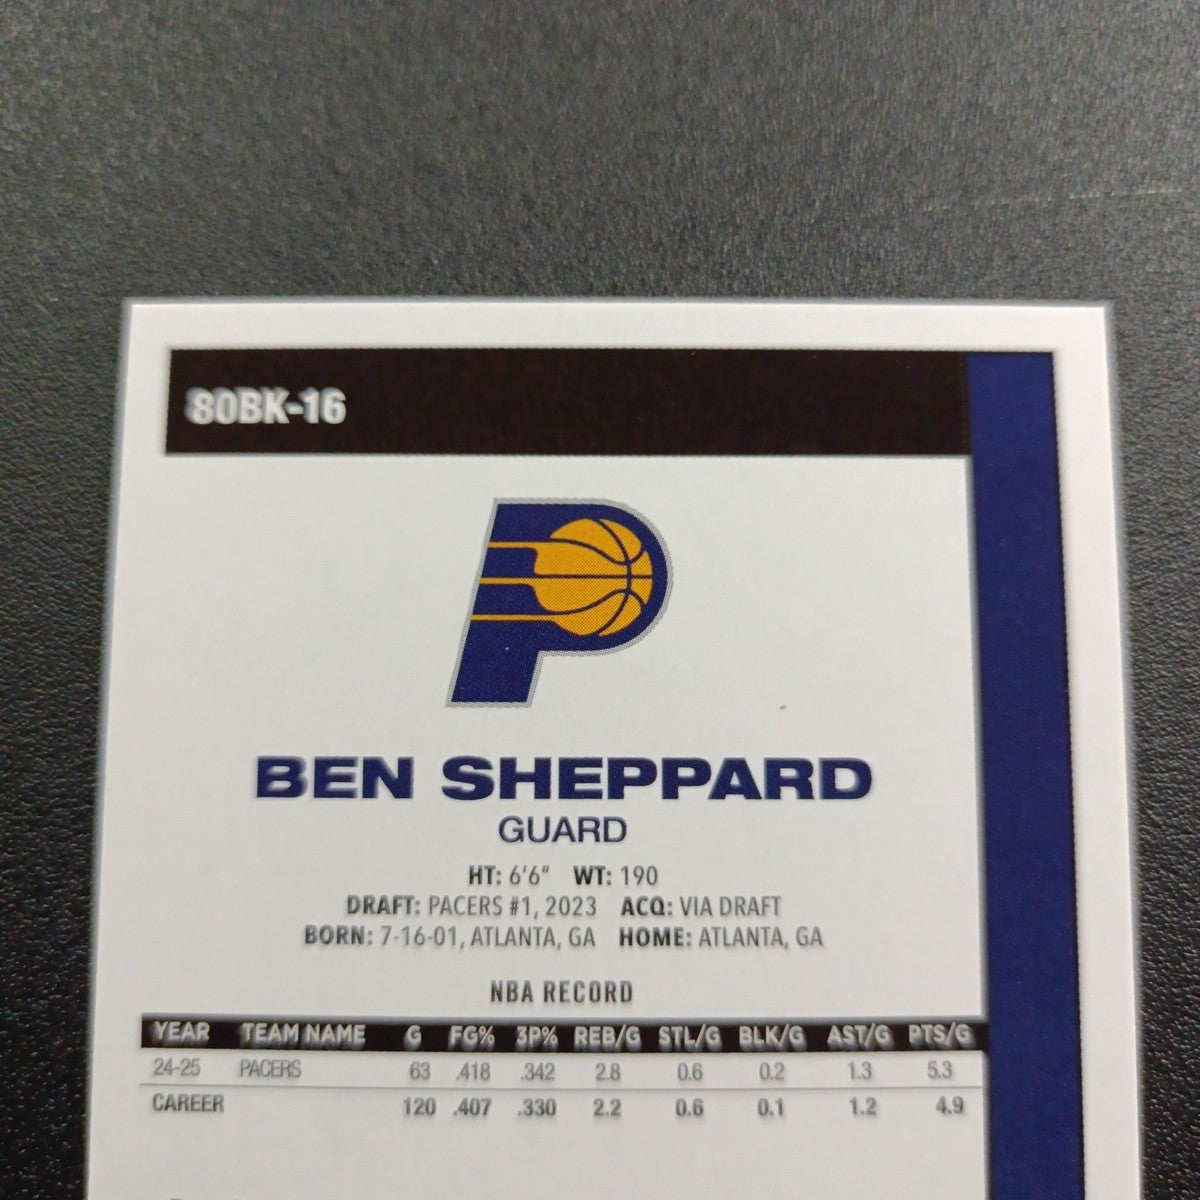 80BK-16
BEN SHEPPARD
GUARD
HT: 6'6" WT: 190
DRAFT: PACERS #1, 2023 ACQ: VIA DRAFT
BORN: 7-16-01, ATLANTA, GA HOME: ATLANTA, GA
NBA RECORD
YEAR TEAM NAME G FG% 3P% REB/G STL/G BLK/G AST/G PTS/G
24-25 PACERS 63 .418 .342 2.8 0.6 0.2 1.3 5.3
CAREER 120 .407 .330 2.2 0.6 0.1 1.2 4.9